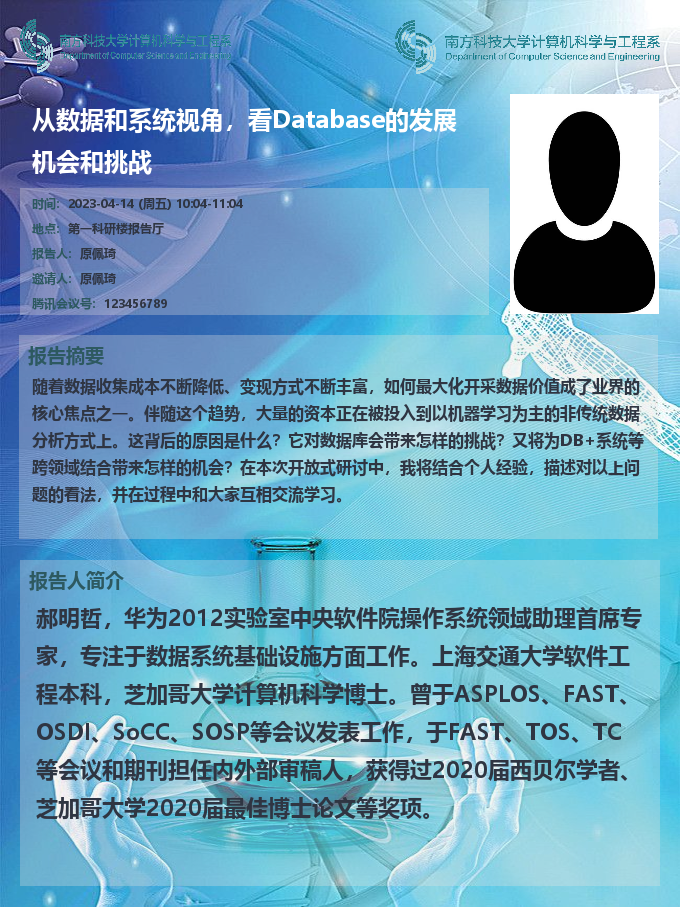 南方科技大学计算机科学与工程系
Department of Computer Science and Engineering
南方科技大学计算机科学与工程系
Department of Computer Science and Engineering
从数据和系统视角，看Database的发展
机会和挑战
时间：2023-04-14 (周五) 10:04-11:04
地点：第一科研楼报告厅
报告人：原佩琦
邀请人：原佩琦
腾讯会议号：123456789
报告摘要
随着数据收集成本不断降低、变现方式不断丰富，如何最大化开采数据价值成了业界的
核心焦点之一。伴随这个趋势，大量的资本正在被投入到以机器学习为主的非传统数据
分析方式上。这背后的原因是什么？它对数据库会带来怎样的挑战？又将为DB+系统等
跨领域结合带来怎样的机会？在本次开放式研讨中，我将结合个人经验，描述对以上问
题的看法，并在过程中和大家互相交流学习。
报告人简介
郝明哲，华为2012实验室中央软件院操作系统领域助理首席专
家，专注于数据系统基础设施方面工作。上海交通大学软件工
程本科，芝加哥大学计算机科学博士。曾于ASPLOS、FAST、
OSDI、SoCC、SOSP等会议发表工作，于FAST、TOS、TC
等会议和期刊担任内外部审稿人，获得过2020届西贝尔学者、
芝加哥大学2020届最佳博士论文等奖项。